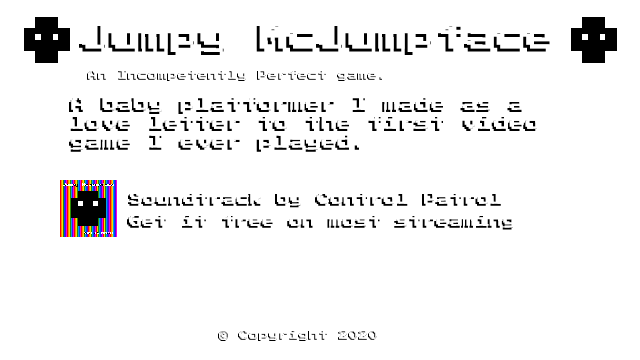 Jumpy McJumpface
An Incompetently Perfect game.
A baby platformer I made as a
love letter to the first video
game I ever played.
Soundtrack by Control Patrol
Get it free on most streaming
© Copyright 2020